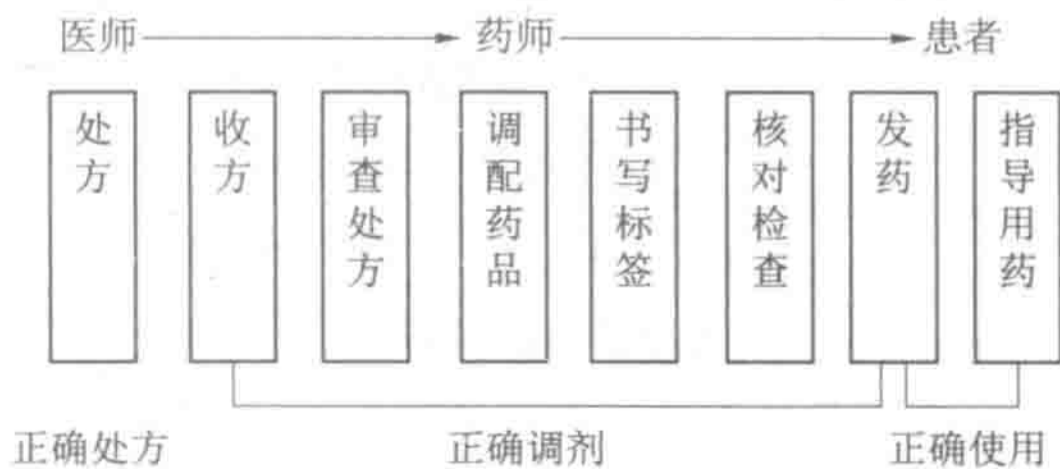 医师 药师 患者
处方
收方
审查处方
调配药品
书写标签
核对检查
发药
指导用药
正确处方 正确调剂 正确使用